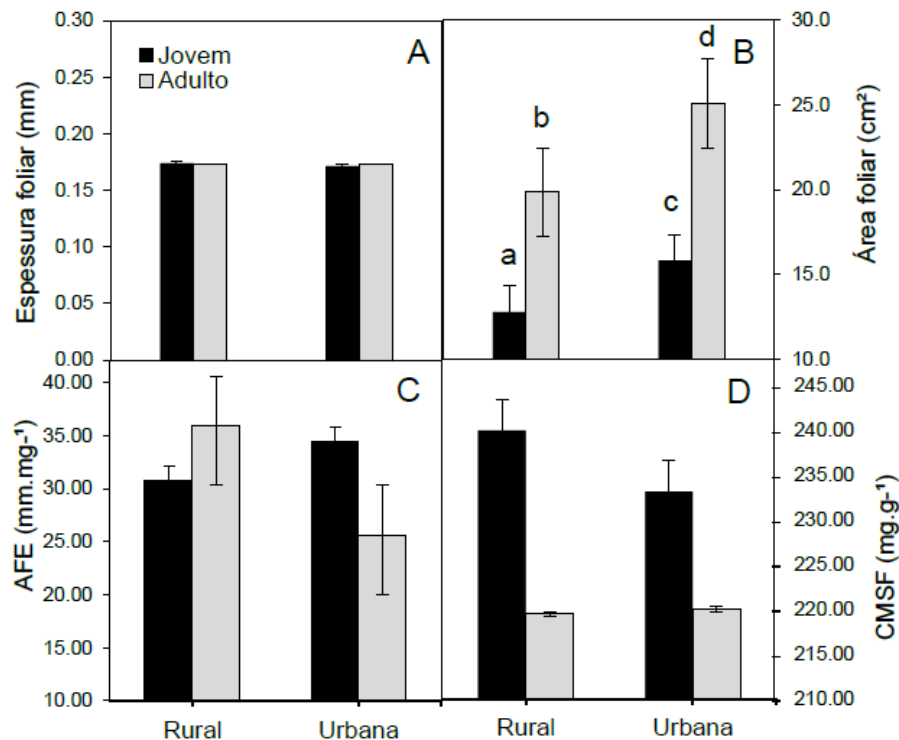 Espessura foliar (mm)
0.30
0.25
0.20
0.15
0.10
0.05
0.00
Jovem
Adulto
A
B
a
b
c
d
30.0
25.0
20.0
15.0
10.0
Área foliar (cm²)
AFE (mm.mg-¹)
40.00
35.00
30.00
25.00
20.00
15.00
10.00
C
D
245.00
240.00
235.00
230.00
225.00
220.00
215.00
210.00
CMSF (mg.g-¹)
Rural
Urbana
Rural
Urbana